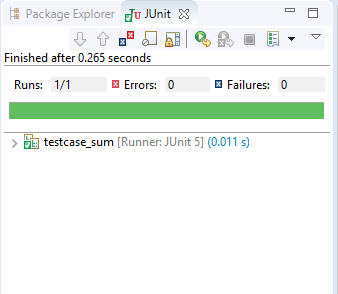 Package Explorer JUnit
Finished after 0.265 seconds
Runs: 1/1 Errors: 0 Failures: 0
testcase_sum [Runner: JUnit 5] (0.011 s)